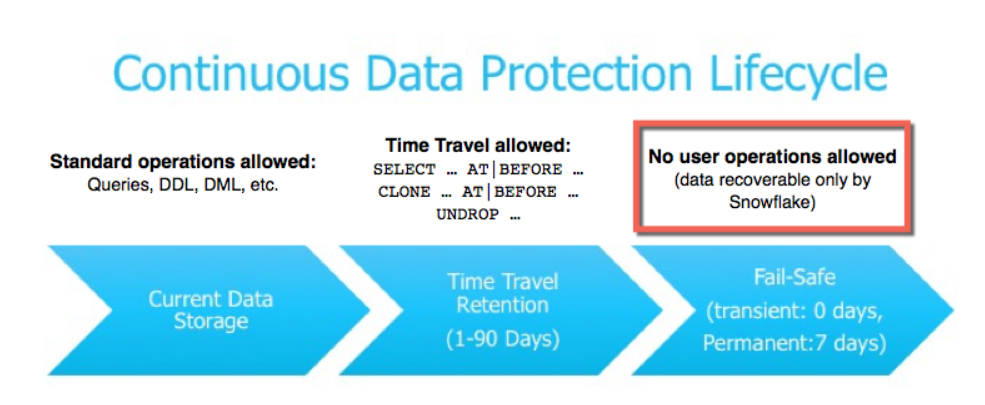 Continuous Data Protection Lifecycle
Standard operations allowed:
Queries, DDL, DML, etc.
Time Travel allowed:
SELECT … AT|BEFORE …
CLONE … AT|BEFORE …
UNDROP …
No user operations allowed
(data recoverable only by
Snowflake)
Current Data
Storage
Time Travel
Retention
(1-90 Days)
Fail-Safe
(transient: 0 days,
Permanent:7 days)